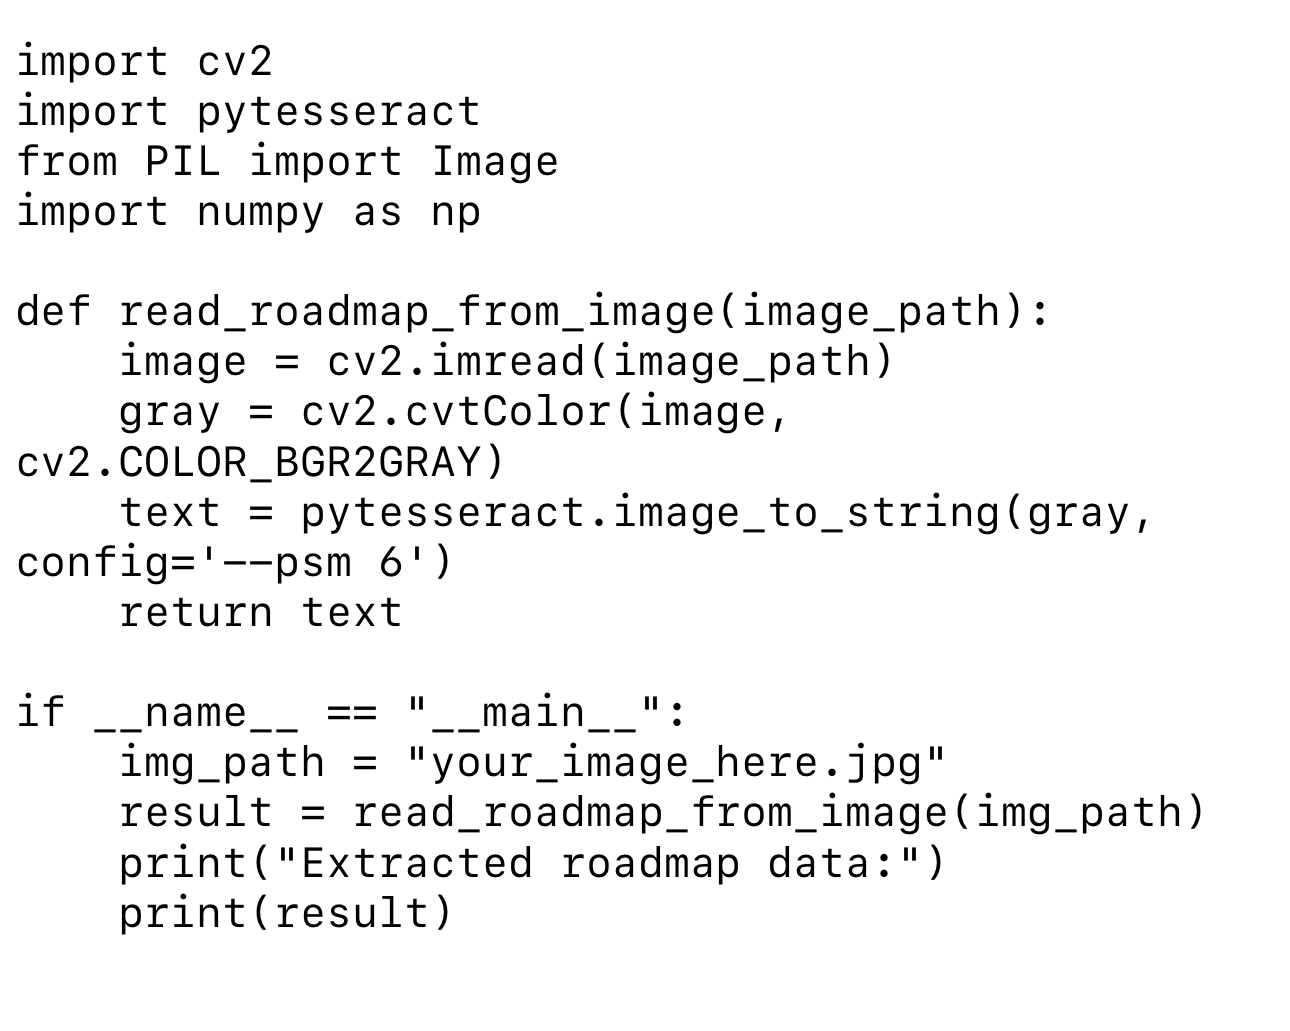 import cv2
import pytesseract
from PIL import Image
import numpy as np

def read_roadmap_from_image(image_path):
    image = cv2.imread(image_path)
    gray = cv2.cvtColor(image,
cv2.COLOR_BGR2GRAY)
    text = pytesseract.image_to_string(gray,
config='--psm 6')
    return text

if __name__ == "__main__":
    img_path = "your_image_here.jpg"
    result = read_roadmap_from_image(img_path)
    print("Extracted roadmap data:")
    print(result)